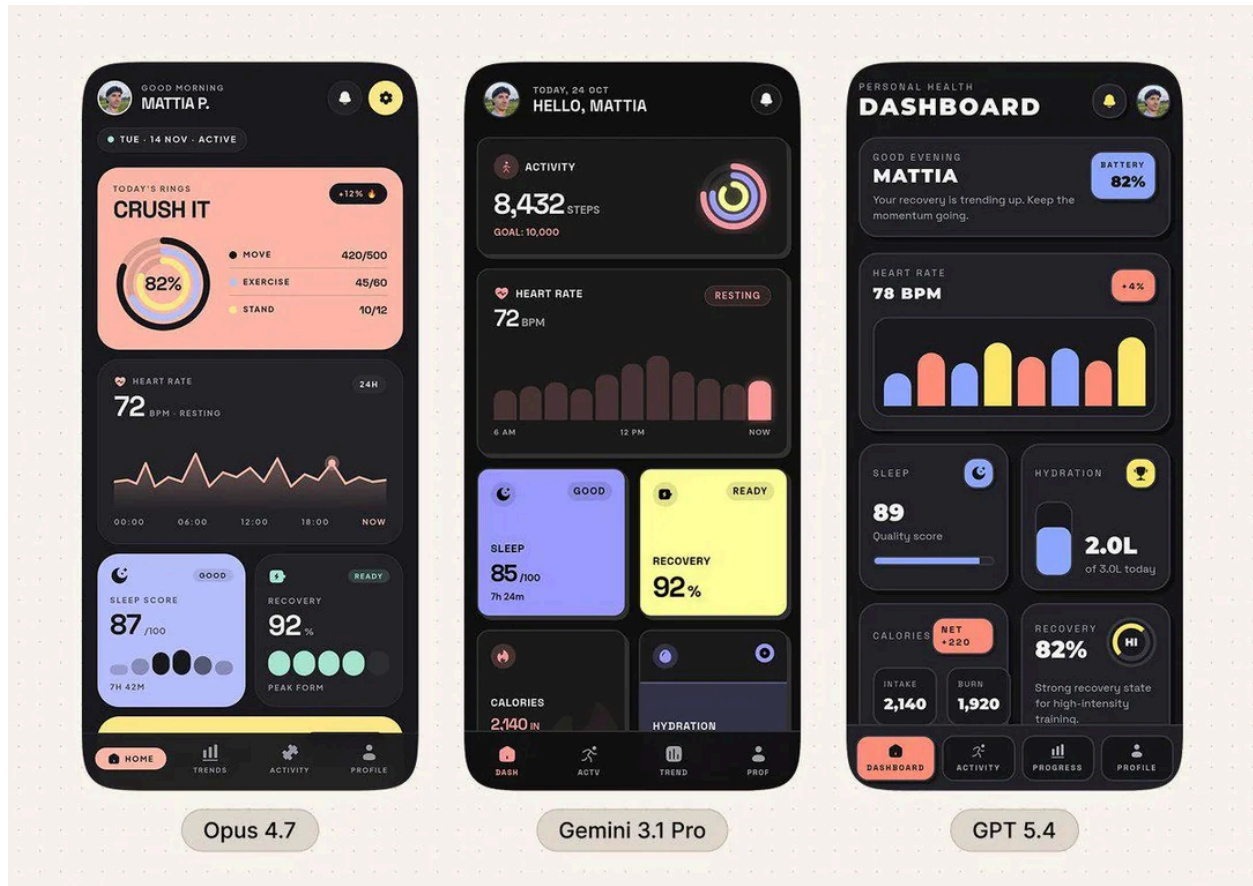 GOOD MORNING
MATTIA P.
TUE · 14 NOV · ACTIVE
TODAY'S RINGS
+12% 🔥
CRUSH IT
82%
MOVE 420/500
EXERCISE 45/60
STAND 10/12
HEART RATE 24H
72 BPM · RESTING
00:00 06:00 12:00 18:00 NOW
GOOD
SLEEP SCORE
87 /100
7H 42M
READY
RECOVERY
92 %
PEAK FORM
HOME TRENDS ACTIVITY PROFILE
Opus 4.7
TODAY, 24 OCT
HELLO, MATTIA
ACTIVITY
8,432 STEPS
GOAL: 10,000
HEART RATE RESTING
72 BPM
6 AM 12 PM NOW
GOOD
SLEEP
85 /100
7h 24m
READY
RECOVERY
92 %
CALORIES
2,140 IN
HYDRATION
DASH ACTV TREND PROF
Gemini 3.1 Pro
PERSONAL HEALTH
DASHBOARD
GOOD EVENING
MATTIA
Your recovery is trending up. Keep the
momentum going.
BATTERY
82%
HEART RATE
78 BPM
+4%
SLEEP
89
Quality score
HYDRATION
2.0L
of 3.0L today
CALORIES
NET
+220
INTAKE
2,140
BURN
1,920
RECOVERY
82%
HI
Strong recovery state
for high-intensity
training.
DASHBOARD ACTIVITY PROGRESS PROFILE
GPT 5.4